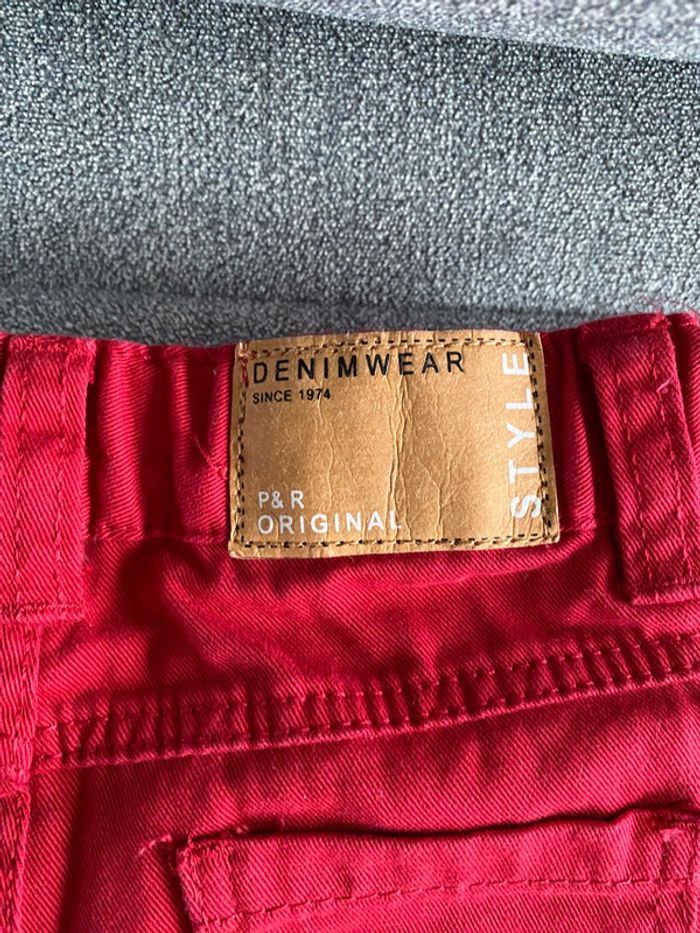 DENIMWEAR
SINCE 1974
STYLE
P&R
ORIGINAL